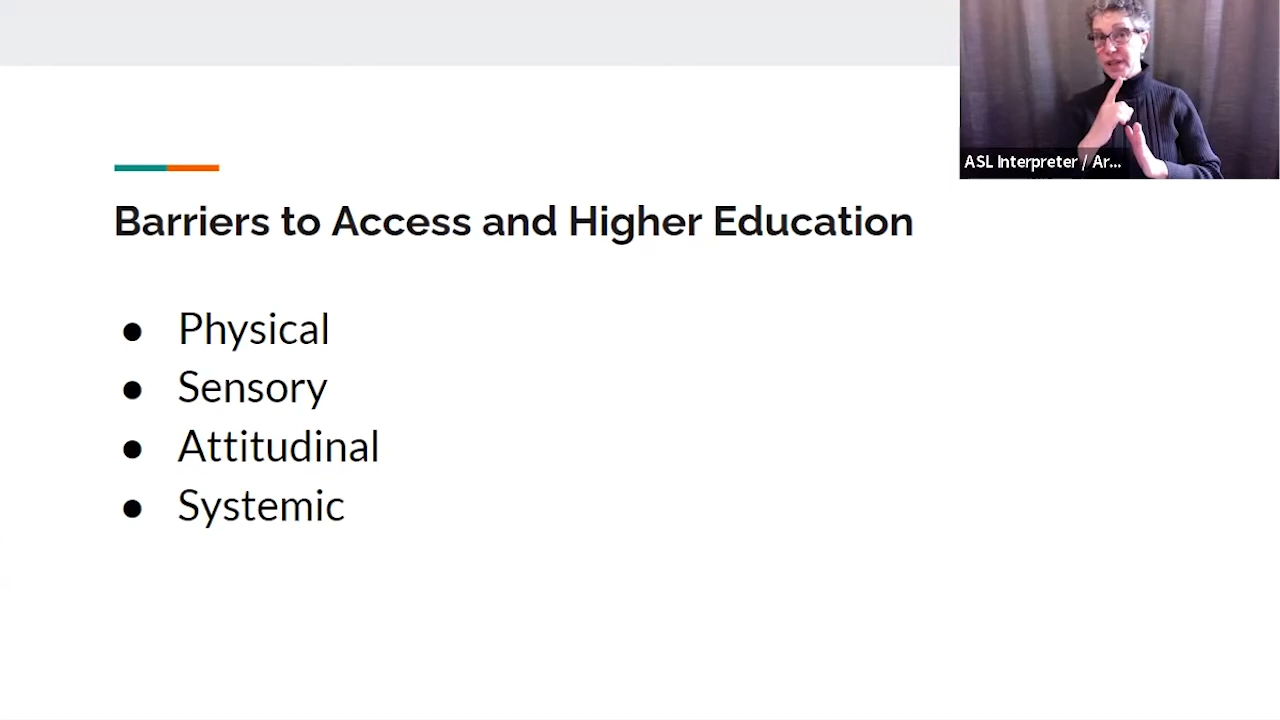 ASL Interpreter / Ar...
Barriers to Access and Higher Education
● Physical
● Sensory
● Attitudinal
● Systemic